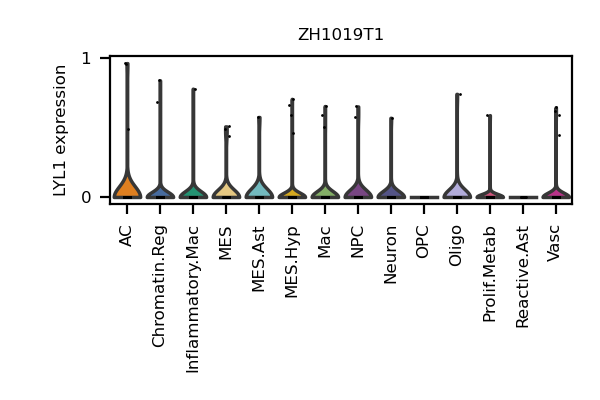 ZH1019T1
LYL1 expression
1
0
AC
Chromatin.Reg
Inflammatory.Mac
MES
MES.Ast
MES.Hyp
Mac
NPC
Neuron
OPC
Oligo
Prolif.Metab
Reactive.Ast
Vasc